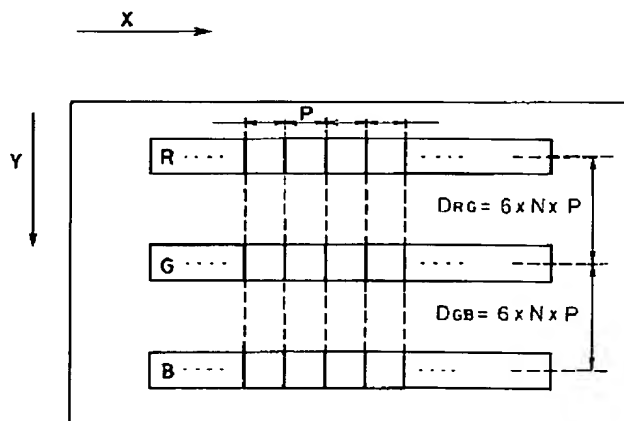 X
Y
P
R ···· ····
DRG = 6 x N x P
G ···· ····
DGB = 6 x N x P
B ···· ····